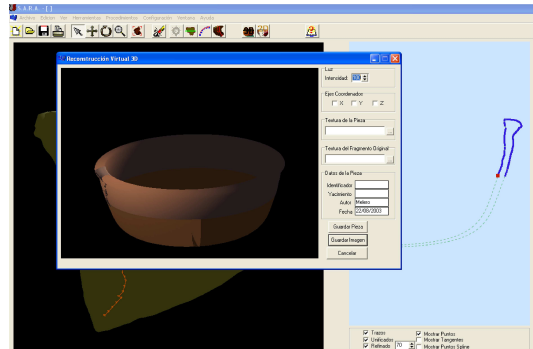 S.A.R.A. - [ ]
Archivo Edición Ver Herramientas Procedimientos Configuración Ventana Ayuda
Reconstrucción Virtual 3D
Luz
Intensidad:
Ejes Coordenados
X Y Z
Textura de la Pieza
...
Textura del Fragmento Original
...
Datos de la Pieza
Identificador
Yacimiento
Autor Melero
Fecha 22/08/2003
Guardar Pieza
Guardar Imagen
Cancelar
Trazos Mostrar Puntos
Unificados Mostrar Tangentes
Refinado 70 Mostrar Puntos Spline